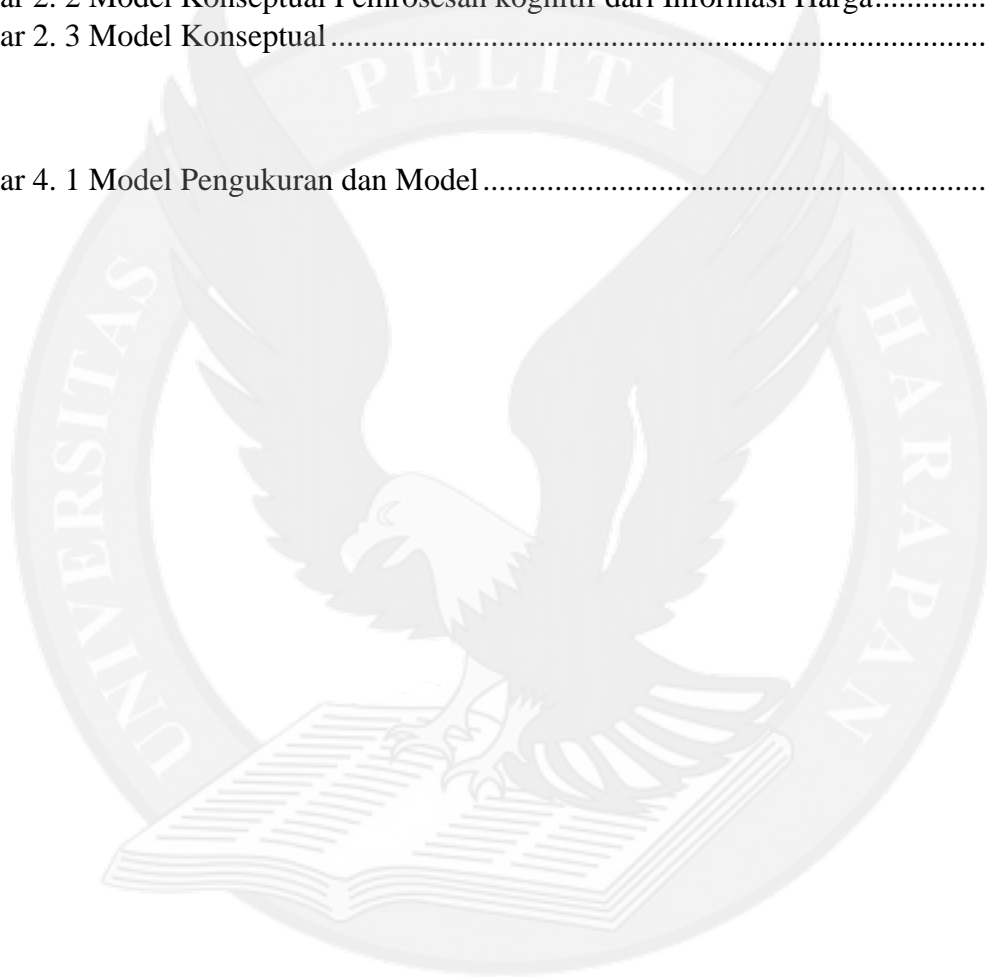 ar 2. 2 Model Konseptual Pemrosesan kognitif dari Informasi Harga..............
ar 2. 3 Model Konseptual.................................................................................
ar 4. 1 Model Pengukuran dan Model..............................................................
UNIVERSITAS PELITA HARAPAN